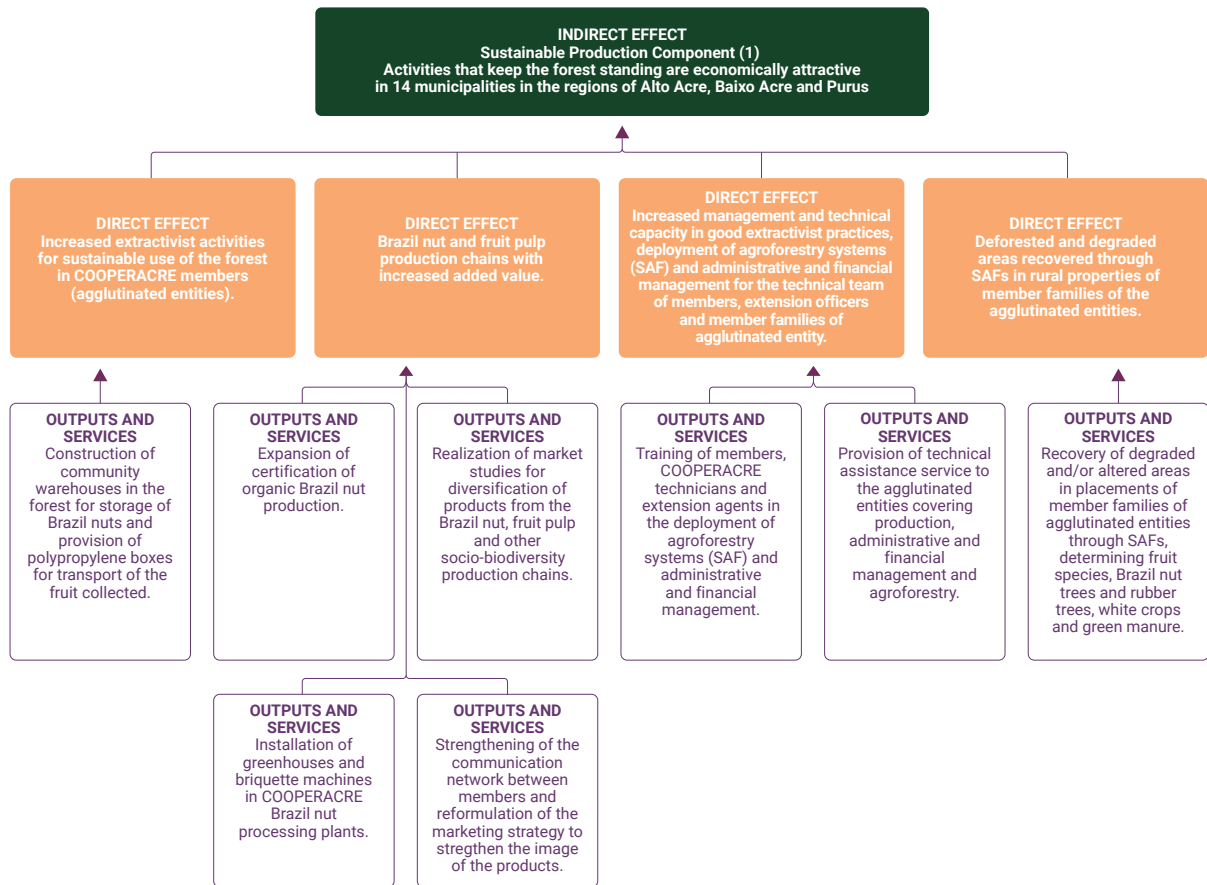 INDIRECT EFFECT
Sustainable Production Component (1)
Activities that keep the forest standing are economically attractive
in 14 municipalities in the regions of Alto Acre, Baixo Acre and Purus
DIRECT EFFECT
Increased extractivist activities
for sustainable use of the forest
in COOPERACRE members
(agglutinated entities).
DIRECT EFFECT
Brazil nut and fruit pulp
production chains with
increased added value.
DIRECT EFFECT
Increased management and technical
capacity in good extractivist practices,
deployment of agroforestry systems
(SAF) and administrative and financial
management for the technical team
of members, extension officers
and member families of
agglutinated entity.
DIRECT EFFECT
Deforested and degraded
areas recovered through
SAFs in rural properties of
member families of the
agglutinated entities.
OUTPUTS AND
SERVICES
Construction of
community
warehouses in the
forest for storage of
Brazil nuts and
provision of
polypropylene boxes
for transport of the
fruit collected.
OUTPUTS AND
SERVICES
Expansion of
certification of
organic Brazil nut
production.
OUTPUTS AND
SERVICES
Realization of market
studies for
diversification of
products from the
Brazil nut, fruit pulp
and other
socio-biodiversity
production chains.
OUTPUTS AND
SERVICES
Training of members,
COOPERACRE
technicians and
extension agents in
the deployment of
agroforestry
systems (SAF) and
administrative
and financial
management.
OUTPUTS AND
SERVICES
Provision of technical
assistance service to
the agglutinated
entities covering
production,
administrative and
financial
management and
agroforestry.
OUTPUTS AND
SERVICES
Recovery of degraded
and/or altered areas
in placements of
member families of
agglutinated entities
through SAFs,
determining fruit
species, Brazil nut
trees and rubber
trees, white crops
and green manure.
OUTPUTS AND
SERVICES
Installation of
greenhouses and
briquette machines
in COOPERACRE
Brazil nut
processing plants.
OUTPUTS AND
SERVICES
Strengthening of the
communication
network between
members and
reformulation of the
marketing strategy to
stregthen the image
of the products.